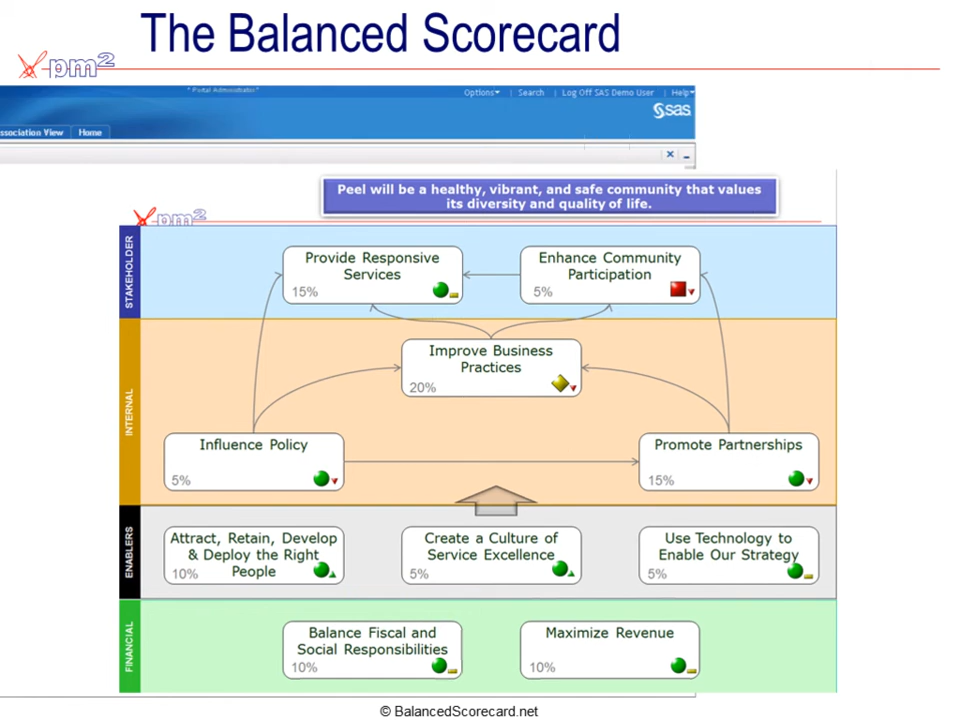 The Balanced Scorecard
pm2
* Portal Administrator*
Options | Search | Log Off SAS Demo User | Help
sas
ssociation View Home
Peel will be a healthy, vibrant, and safe community that values
its diversity and quality of life.
pm2
STAKEHOLDER
Provide Responsive
Services
15%
Enhance Community
Participation
5%
INTERNAL
Improve Business
Practices
20%
Influence Policy
5%
Promote Partnerships
15%
ENABLERS
Attract, Retain, Develop
& Deploy the Right
People
10%
Create a Culture of
Service Excellence
5%
Use Technology to
Enable Our Strategy
5%
FINANCIAL
Balance Fiscal and
Social Responsibilities
10%
Maximize Revenue
10%
© BalancedScorecard.net